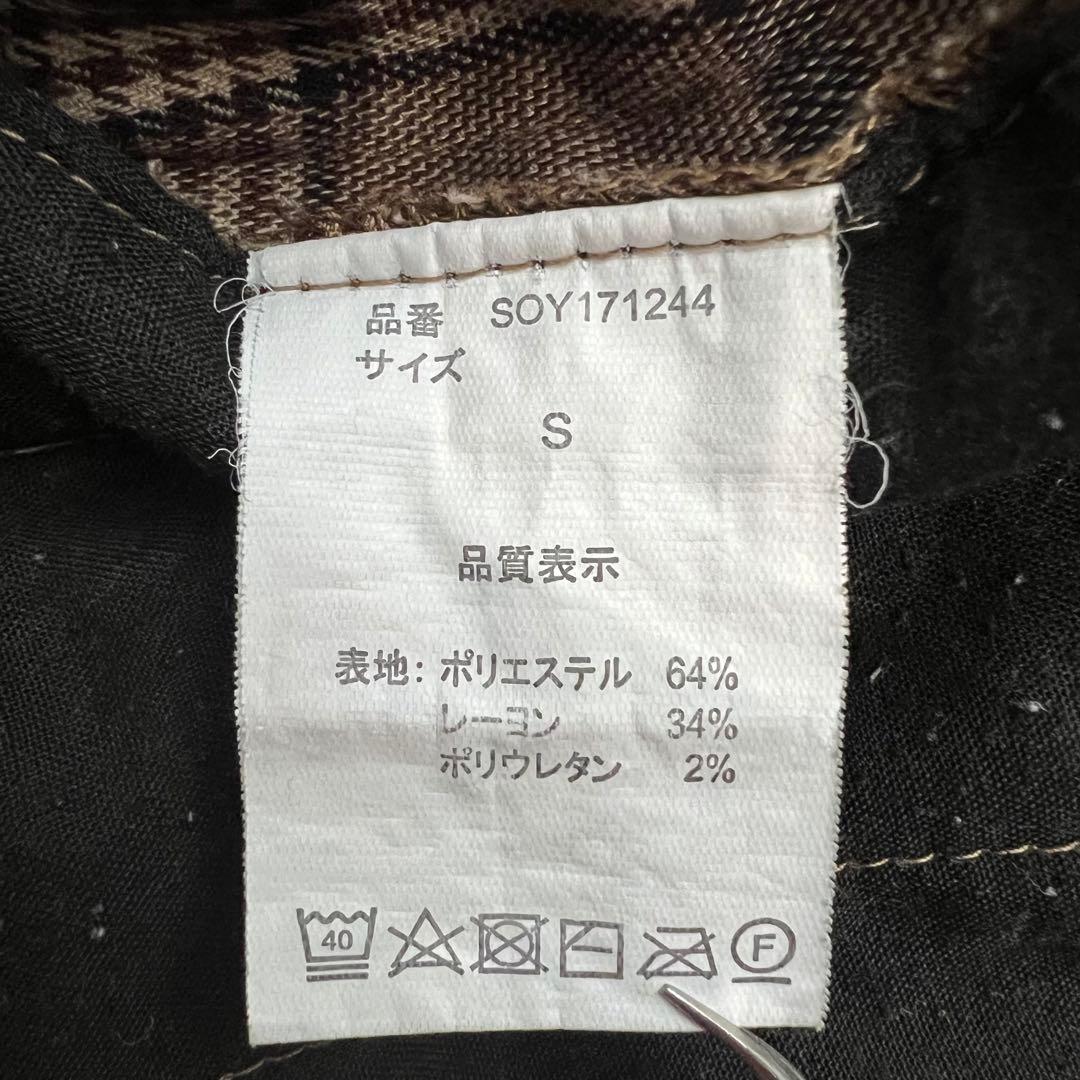 品番 SOY171244
サイズ
S
品質表示
表地: ポリエステル 64%
レーヨン 34%
ポリウレタン 2%
40 F